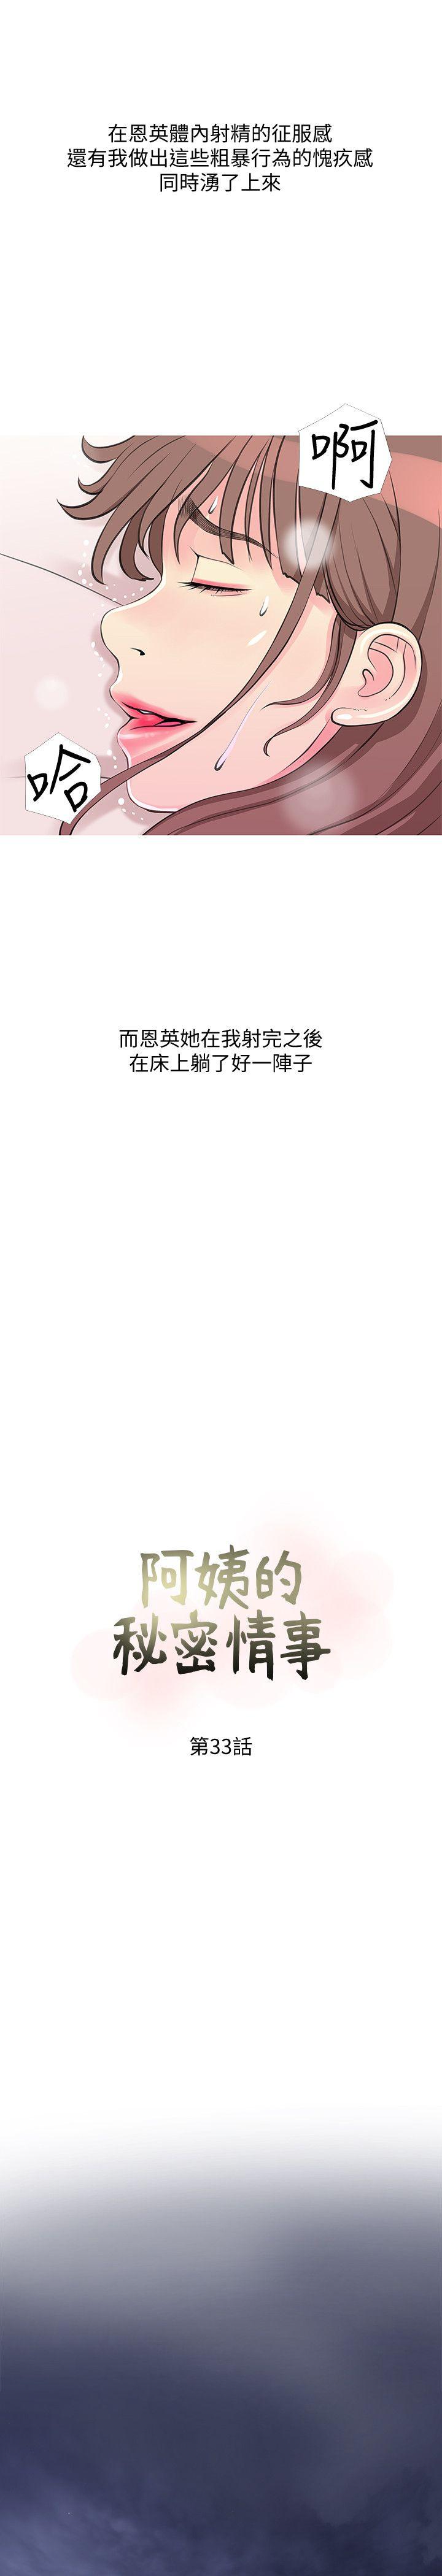 在恩英體內射精的征服感
還有我做出這些粗暴行為的愧疚感
同時湧了上來
啊
哈
而恩英她在我射完之後
在床上躺了好一陣子
阿姨的
秘密情事
第33話